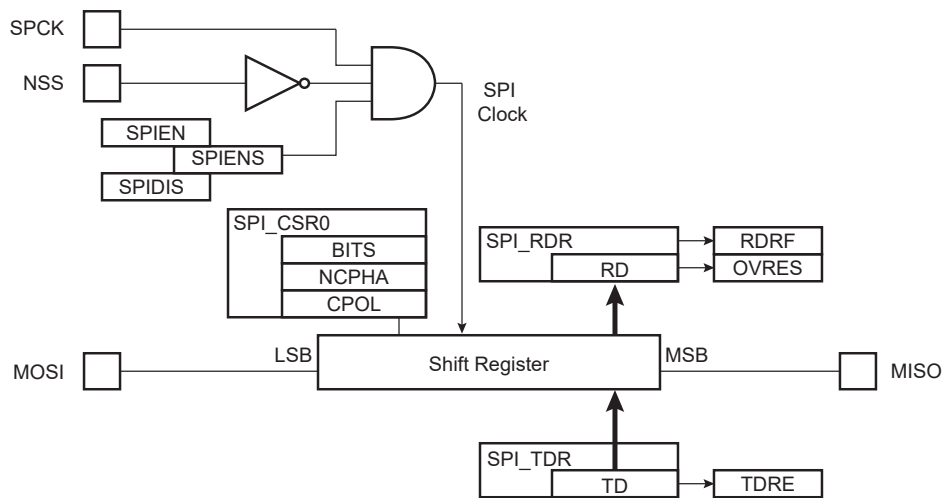 SPCK
NSS
SPI
Clock
SPIEN
SPIENS
SPIDIS
SPI_CSR0
BITS
NCPHA
CPOL
SPI_RDR
RD
RDRF
OVRES
MOSI
LSB
Shift Register
MSB
MISO
SPI_TDR
TD
TDRE